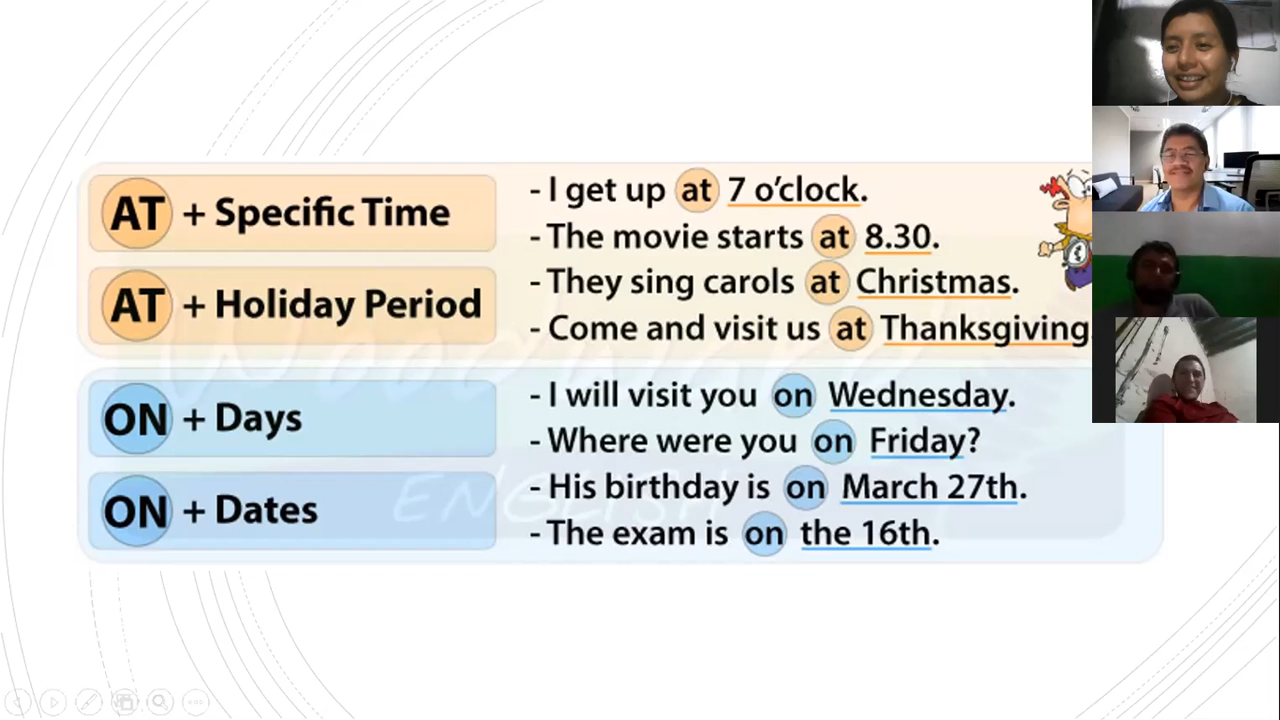 AT + Specific Time
- I get up at 7 o’clock.
- The movie starts at 8.30.
AT + Holiday Period
- They sing carols at Christmas.
- Come and visit us at Thanksgiving
ON + Days
- I will visit you on Wednesday.
- Where were you on Friday?
ON + Dates
- His birthday is on March 27th.
- The exam is on the 16th.
Woodward
ENGLISH